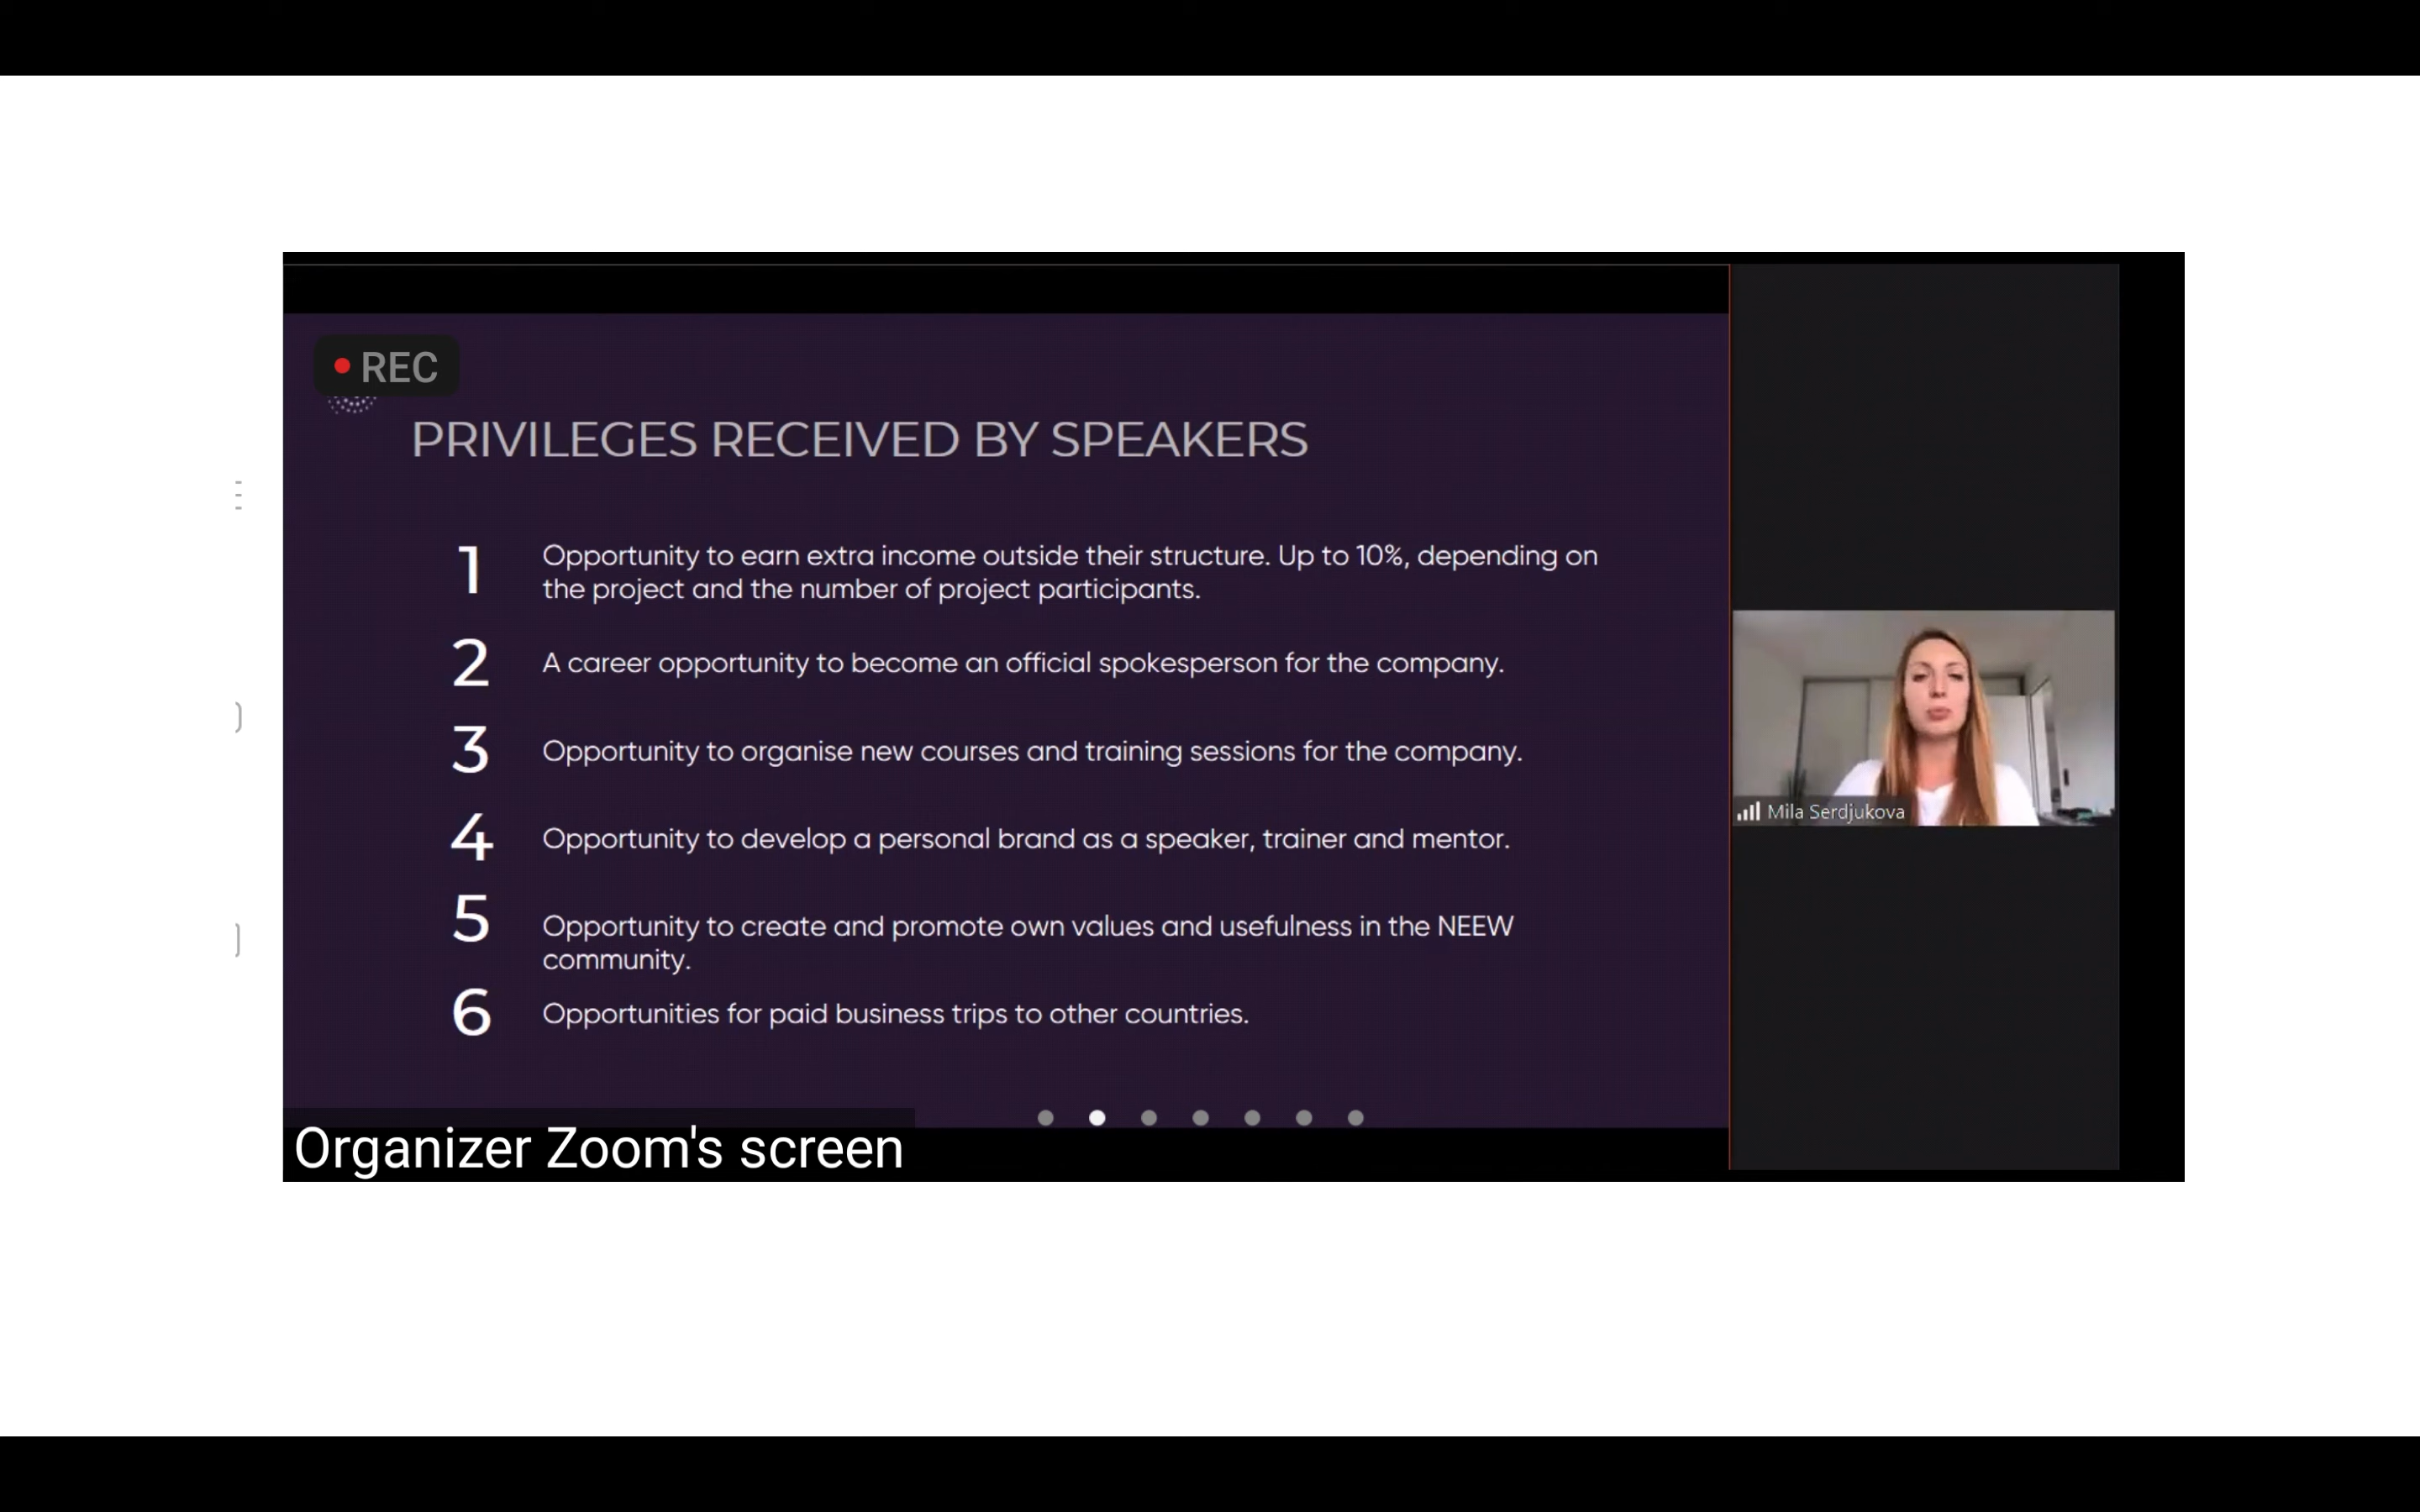 REC
PRIVILEGES RECEIVED BY SPEAKERS
1
Opportunity to earn extra income outside their structure. Up to 10%, depending on
the project and the number of project participants.
2
A career opportunity to become an official spokesperson for the company.
3
Opportunity to organise new courses and training sessions for the company.
4
Opportunity to develop a personal brand as a speaker, trainer and mentor.
5
Opportunity to create and promote own values and usefulness in the NEEW
community.
6
Opportunities for paid business trips to other countries.
Mila Serdjukova
Organizer Zoom's screen